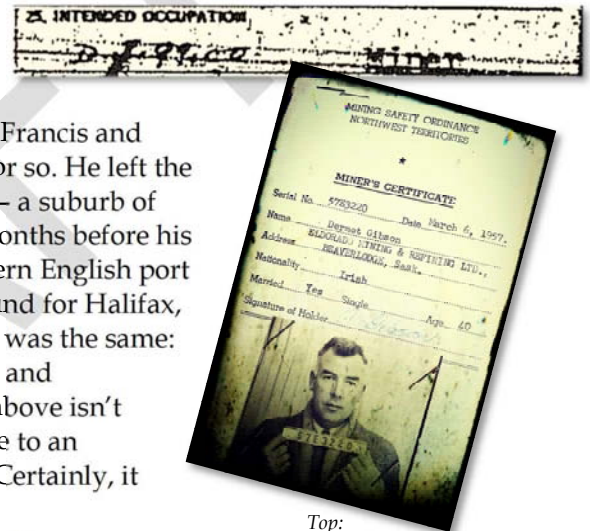 25. INTENDED OCCUPATION
Francis and
or so. He left the
– a suburb of
onths before his
ern English port
und for Halifax,
was the same:
and
above isn't
e to an
Certainly, it
MINING SAFETY ORDINANCE
NORTHWEST TERRITORIES
*
MINER'S CERTIFICATE
Serial No. 57E3220 Date March 6, 1957.
Name Dermot Gibson
Address ELDORADO MINING & REFINING LTD.,
BEAVERLODGE, Sask.
Nationality Irish
Married Yes Single Age 40
Signature of Holder
57E3220
Top: